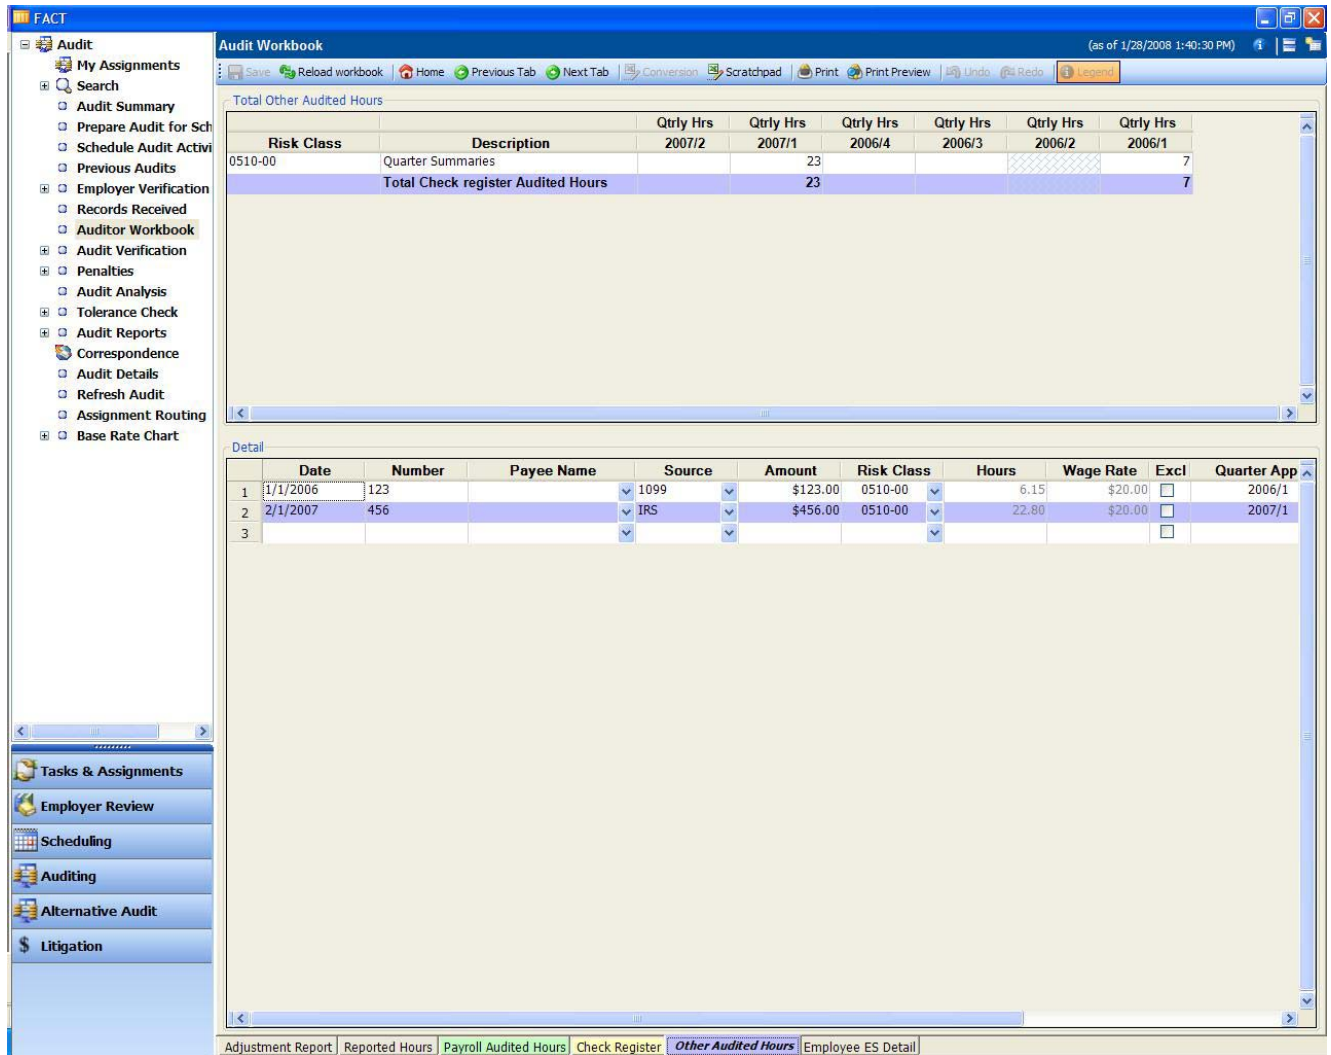 FACT
Audit
My Assignments
Search
Audit Summary
Prepare Audit for Sch
Schedule Audit Activi
Previous Audits
Employer Verification
Records Received
Auditor Workbook
Audit Verification
Penalties
Audit Analysis
Tolerance Check
Audit Reports
Correspondence
Audit Details
Refresh Audit
Assignment Routing
Base Rate Chart
Tasks & Assignments
Employer Review
Scheduling
Auditing
Alternative Audit
$ Litigation
Audit Workbook (as of 1/28/2008 1:40:30 PM)
Save Reload workbook Home Previous Tab Next Tab Conversion Scratchpad Print Print Preview Undo Redo Legend
Total Other Audited Hours
Qtrly Hrs Qtrly Hrs Qtrly Hrs Qtrly Hrs Qtrly Hrs Qtrly Hrs
Risk Class Description 2007/2 2007/1 2006/4 2006/3 2006/2 2006/1
0510-00 Quarter Summaries 23 7
Total Check register Audited Hours 23 7
Detail
Date Number Payee Name Source Amount Risk Class Hours Wage Rate Excl Quarter App
1 1/1/2006 123 1099 $123.00 0510-00 6.15 $20.00 2006/1
2 2/1/2007 456 IRS $456.00 0510-00 22.80 $20.00 2007/1
3
Adjustment Report Reported Hours Payroll Audited Hours Check Register Other Audited Hours Employee ES Detail